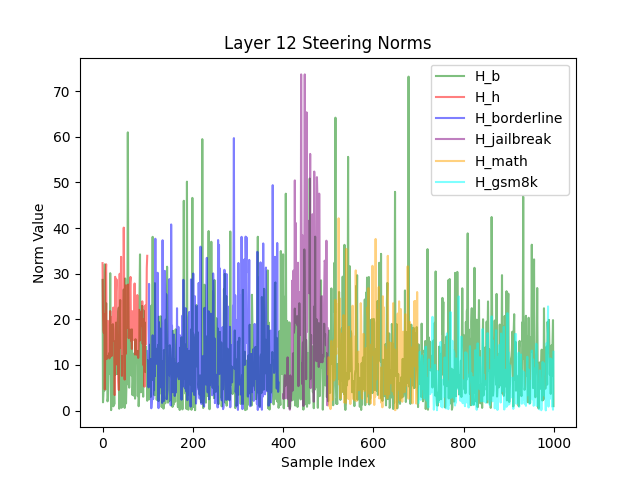 Layer 12 Steering Norms
H_b
H_h
H_borderline
H_jailbreak
H_math
H_gsm8k
70
60
50
40
30
20
10
0
Norm Value
0 200 400 600 800 1000
Sample Index